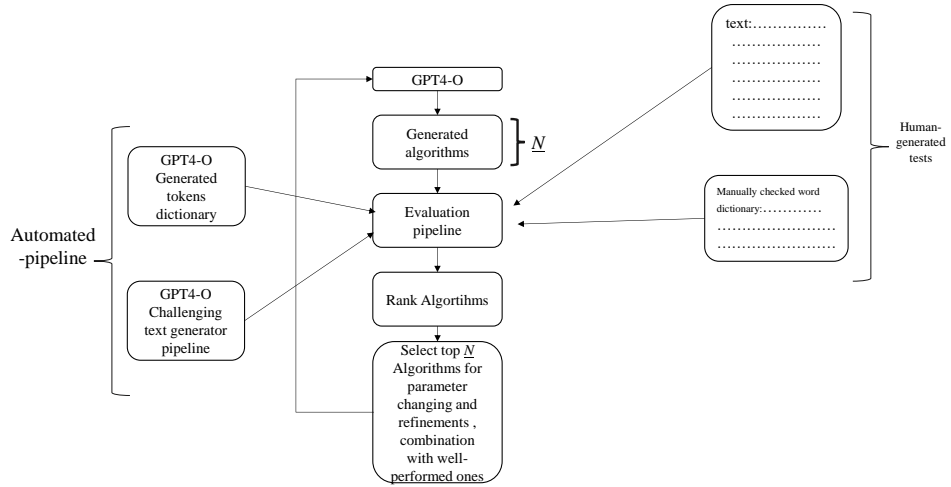 Automated
-pipeline
GPT4-O
Generated
tokens
dictionary
GPT4-O
Challenging
text generator
pipeline
GPT4-O
Generated
algorithms
N
Evaluation
pipeline
Rank Algortihms
Select top N
Algorithms for
parameter
changing and
refinements ,
combination
with well-
performed ones
text:……………
…………………
…………………
…………………
…………………
…………………
Manually checked word
dictionary:…………
……………………
……………………
Human-
generated
tests